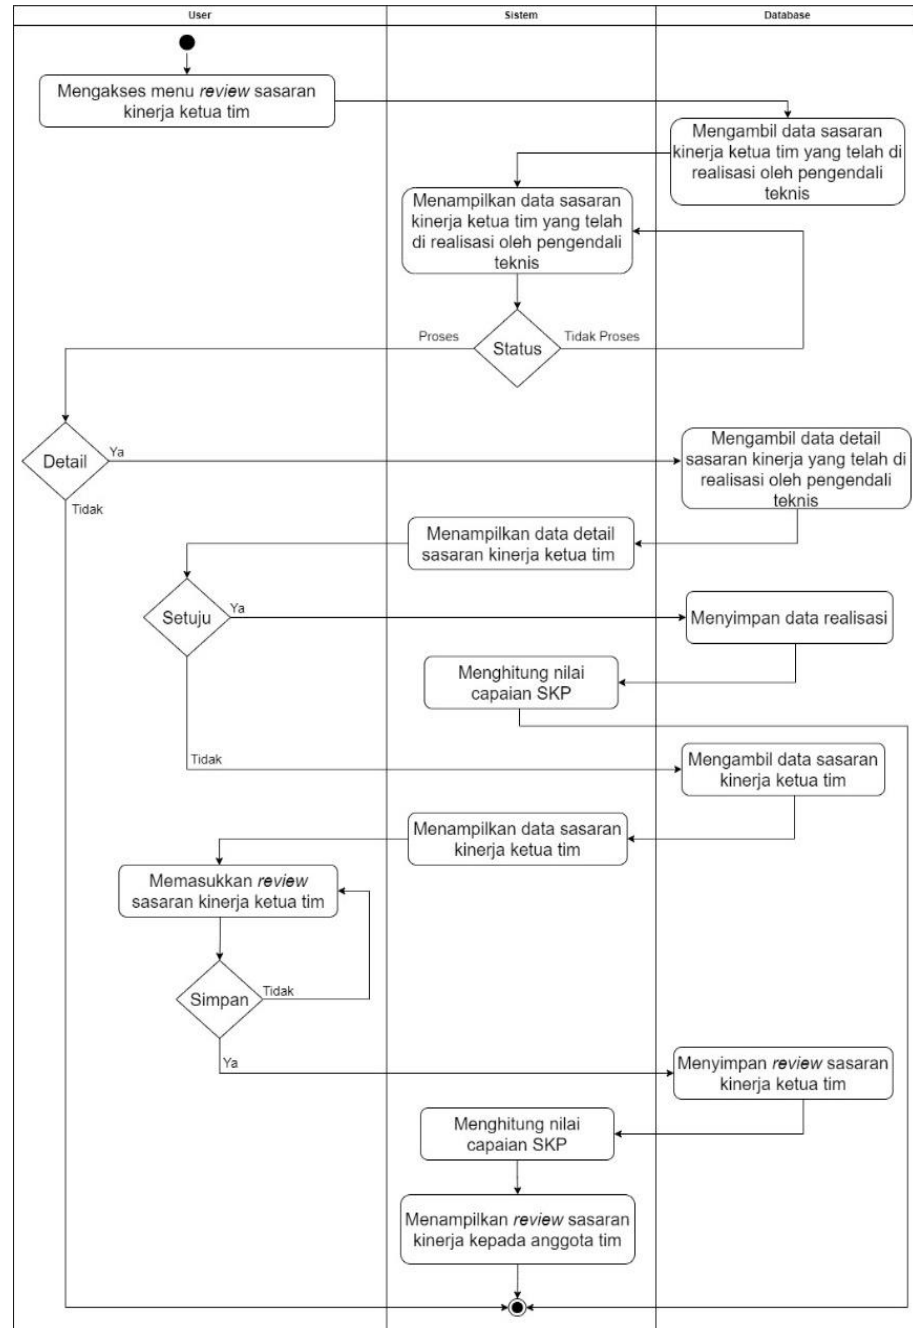 User
Sistem
Database
Mengakses menu review sasaran
kinerja ketua tim
Mengambil data sasaran
kinerja ketua tim yang telah di
realisasi oleh pengendali
teknis
Menampilkan data sasaran
kinerja ketua tim yang telah
di realisasi oleh pengendali
teknis
Proses
Status
Tidak Proses
Detail
Ya
Tidak
Mengambil data detail
sasaran kinerja yang telah di
realisasi oleh pengendali
teknis
Menampilkan data detail
sasaran kinerja ketua tim
Setuju
Ya
Menyimpan data realisasi
Menghitung nilai
capaian SKP
Tidak
Mengambil data sasaran
kinerja ketua tim
Menampilkan data sasaran
kinerja ketua tim
Memasukkan review
sasaran kinerja ketua tim
Simpan
Tidak
Ya
Menyimpan review sasaran
kinerja ketua tim
Menghitung nilai
capaian SKP
Menampilkan review sasaran
kinerja kepada anggota tim